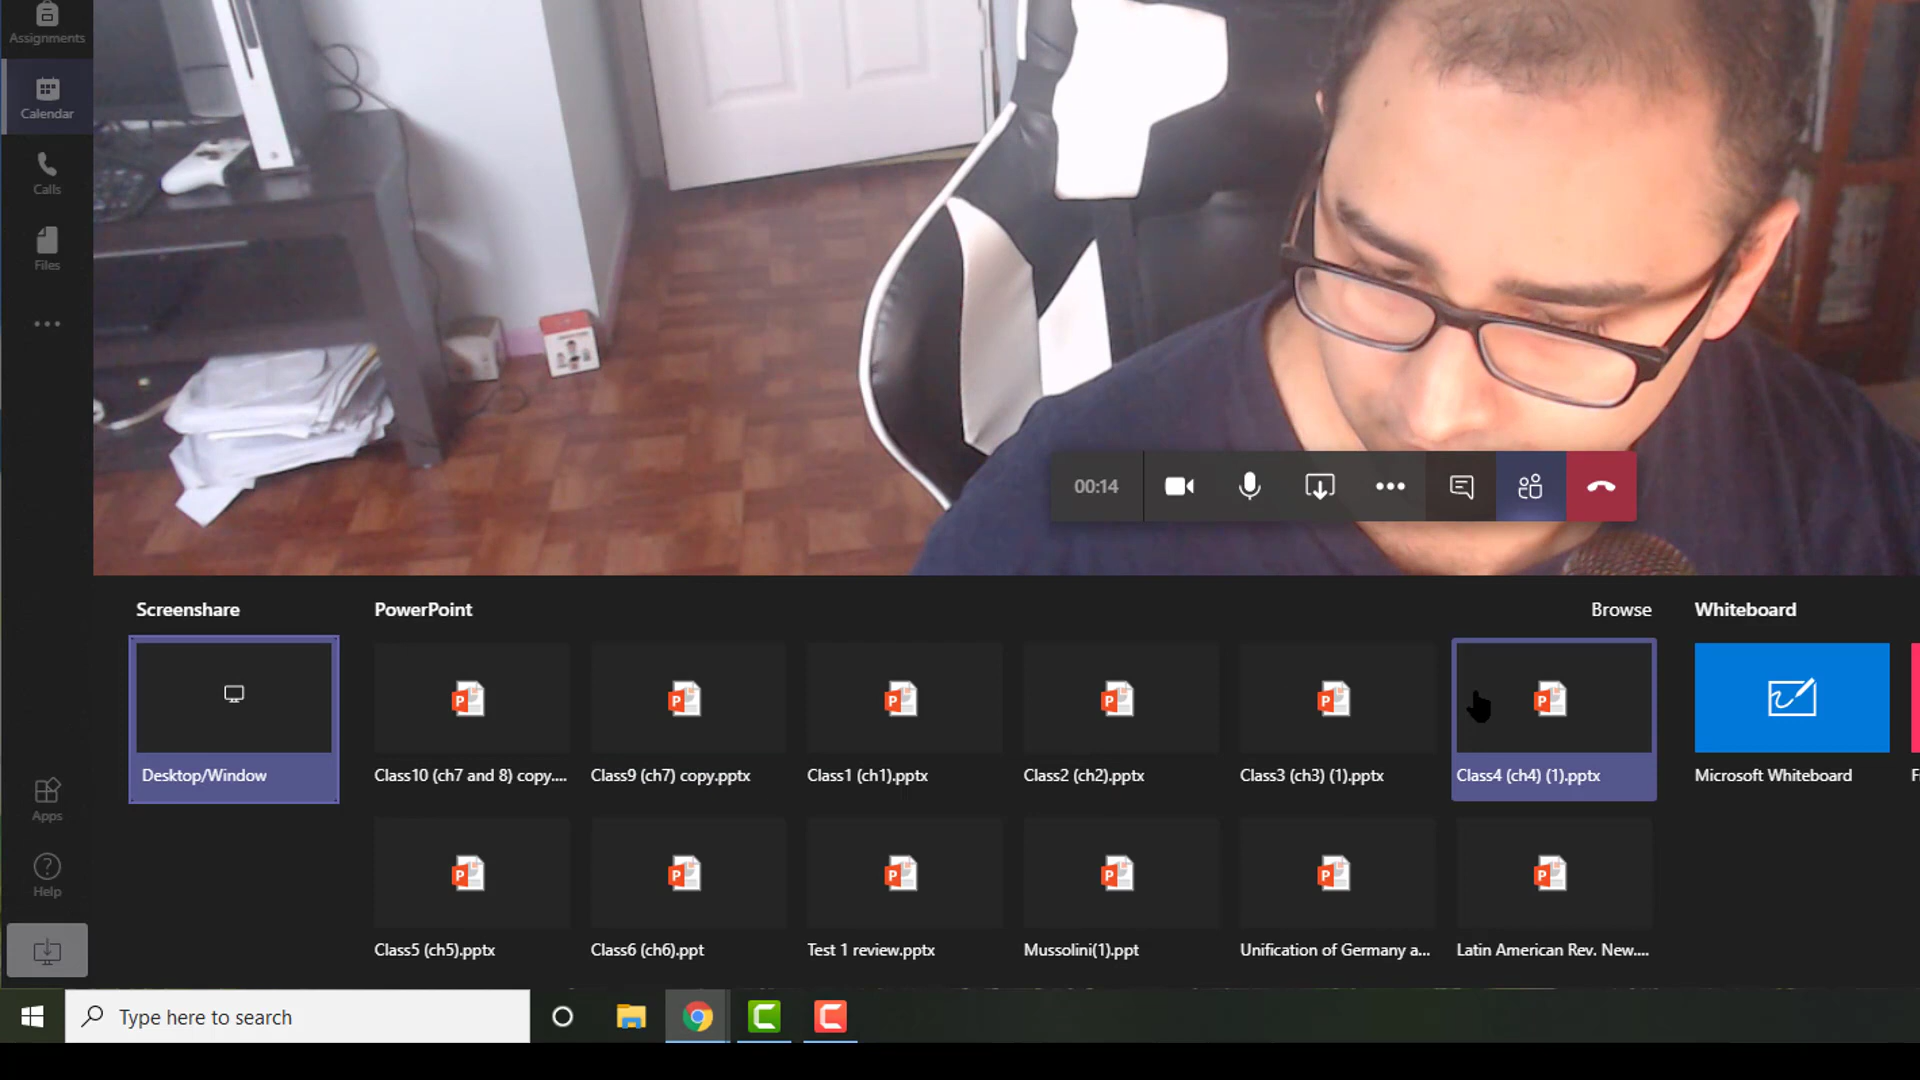 Assignments
Calendar
Calls
Files
00:14
Screenshare
PowerPoint
Browse
Whiteboard
Desktop/Window
Class10 (ch7 and 8) copy....
Class9 (ch7) copy.pptx
Class1 (ch1).pptx
Class2 (ch2).pptx
Class3 (ch3) (1).pptx
Class4 (ch4) (1).pptx
Microsoft Whiteboard
Apps
Help
Class5 (ch5).pptx
Class6 (ch6).ppt
Test 1 review.pptx
Mussolini(1).ppt
Unification of Germany a...
Latin American Rev. New....
Type here to search